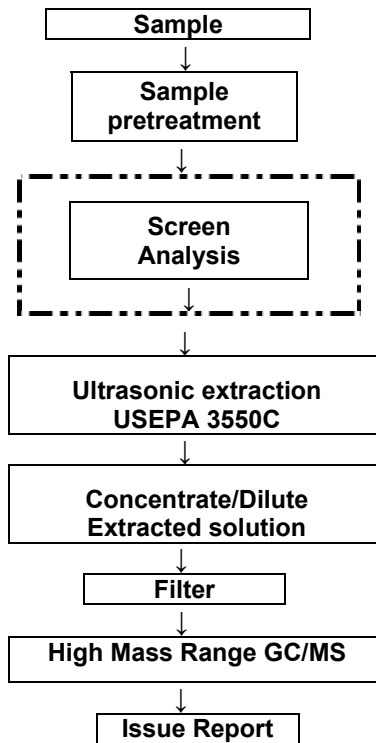 Sample
↓
Sample
pretreatment
↓
Screen
Analysis
↓
↓
Ultrasonic extraction
USEPA 3550C
↓
Concentrate/Dilute
Extracted solution
↓
Filter
↓
High Mass Range GC/MS
↓
Issue Report